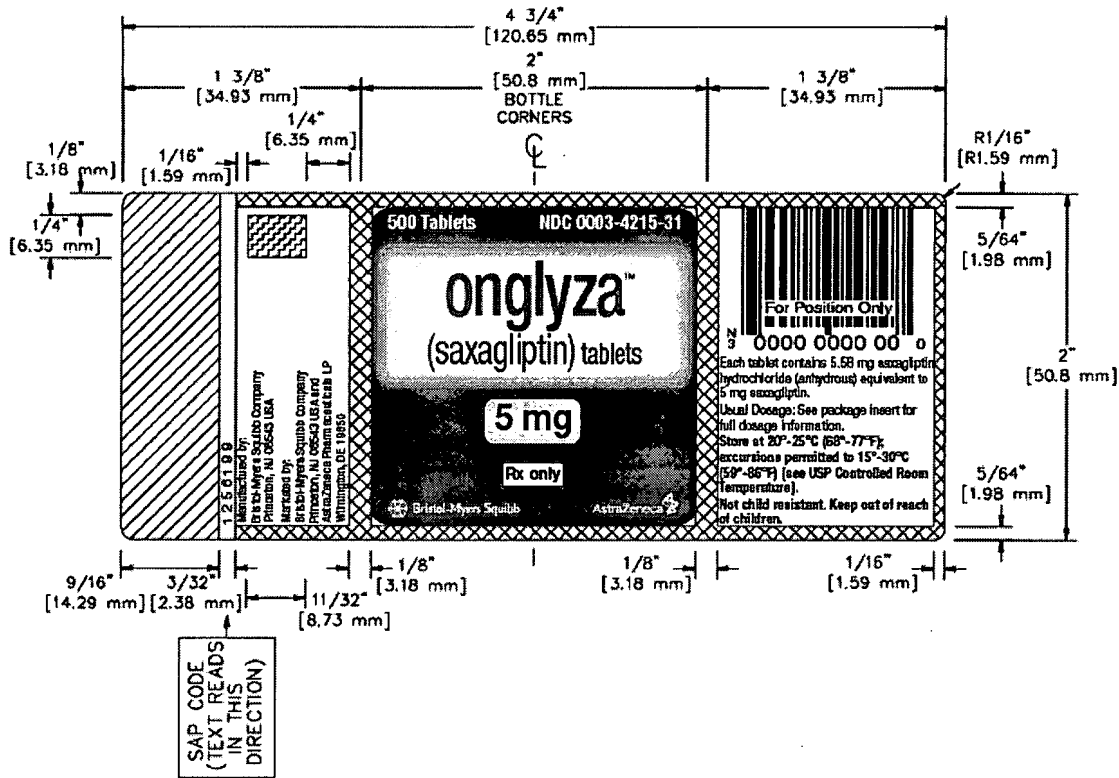 4 3/4"
[120.65 mm]
1 3/8"
[34.93 mm]
2"
[50.8 mm]
BOTTLE
CORNERS
1 3/8"
[34.93 mm]
1/4"
[6.35 mm]
1/8"
[3.18 mm]
1/16"
[1.59 mm]
R1/16"
[R1.59 mm]
1/4"
[6.35 mm]
5/64"
[1.98 mm]
2"
[50.8 mm]
5/64"
[1.98 mm]
1256199
Manufactured by:
Bristol-Myers Squibb Company
Princeton, NJ 08543 USA
Marketed by:
Bristol-Myers Squibb Company
Princeton, NJ 08543 USA and
AstraZeneca Pharmaceuticals LP
Wilmington, DE 19850
500 Tablets NDC 0003-4215-31
onglyza™
(saxagliptin) tablets
5 mg
Rx only
Bristol-Myers Squibb AstraZeneca
For Position Only
N
3 0000 0000 00 0
Each tablet contains 5.58 mg saxagliptin
hydrochloride (anhydrous) equivalent to
5 mg saxagliptin.
Usual Dosage: See package insert for
full dosage information.
Store at 20°-25°C (68°-77°F);
excursions permitted to 15°-30°C
(59°-86°F) [see USP Controlled Room
Temperature].
Not child resistant. Keep out of reach
of children.
9/16"
[14.29 mm]
3/32"
[2.38 mm]
11/32"
[8.73 mm]
1/8"
[3.18 mm]
1/8"
[3.18 mm]
1/16"
[1.59 mm]
SAP CODE
(TEXT READS
IN THIS
DIRECTION)